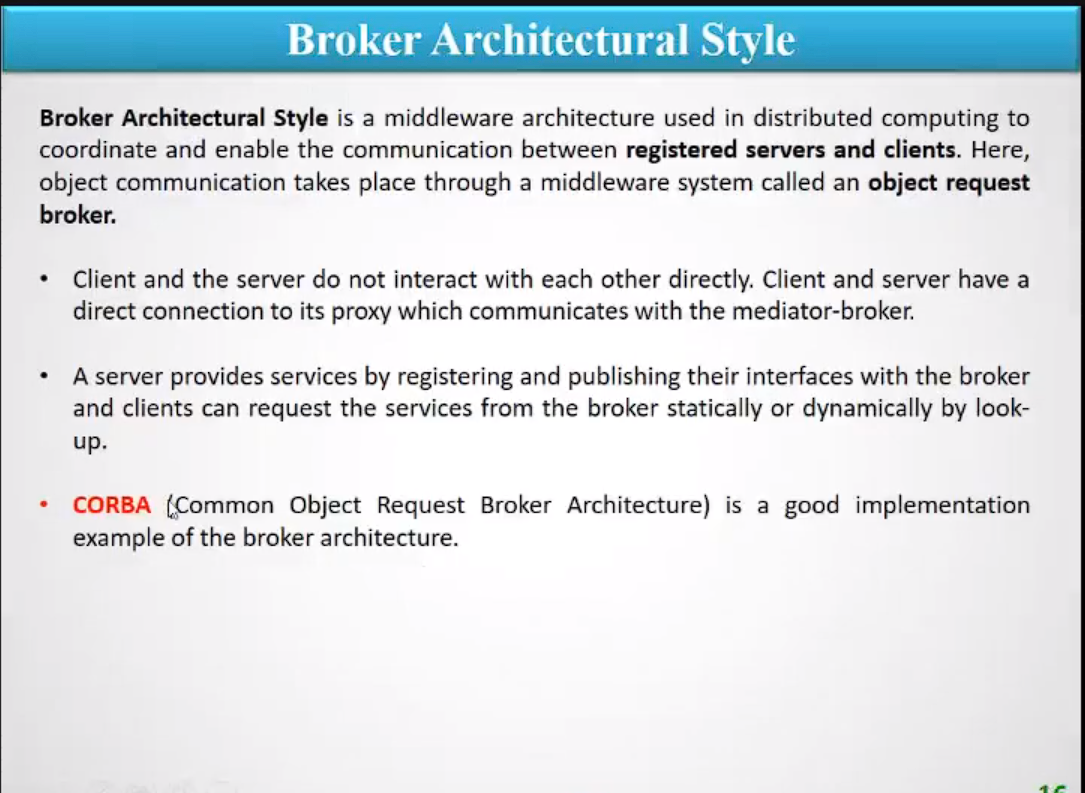 Broker Architectural Style
Broker Architectural Style is a middleware architecture used in distributed computing to
coordinate and enable the communication between registered servers and clients. Here,
object communication takes place through a middleware system called an object request
broker.
• Client and the server do not interact with each other directly. Client and server have a
direct connection to its proxy which communicates with the mediator-broker.
• A server provides services by registering and publishing their interfaces with the broker
and clients can request the services from the broker statically or dynamically by look-
up.
• CORBA (Common Object Request Broker Architecture) is a good implementation
example of the broker architecture.